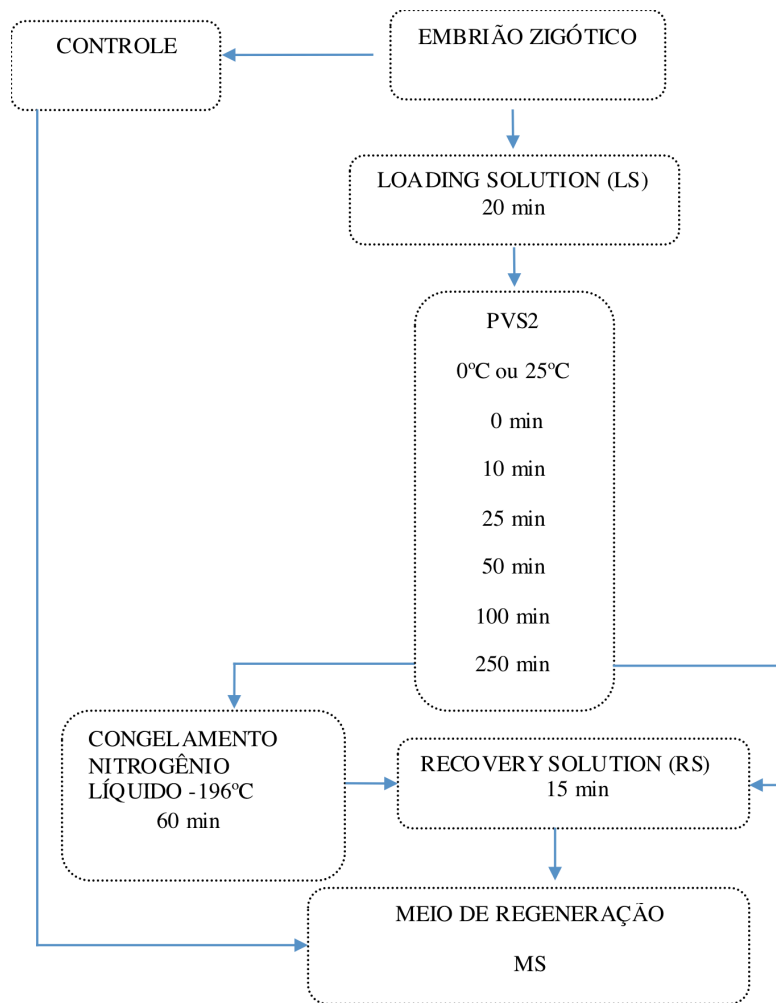 CONTROLE
EMBRIÃO ZIGÓTICO
LOADING SOLUTION (LS)
20 min
PVS2
0ºC ou 25ºC
0 min
10 min
25 min
50 min
100 min
250 min
CONGELAMENTO
NITROGÊNIO
LÍQUIDO -196ºC
60 min
RECOVERY SOLUTION (RS)
15 min
MEIO DE REGENERAÇÃO
MS